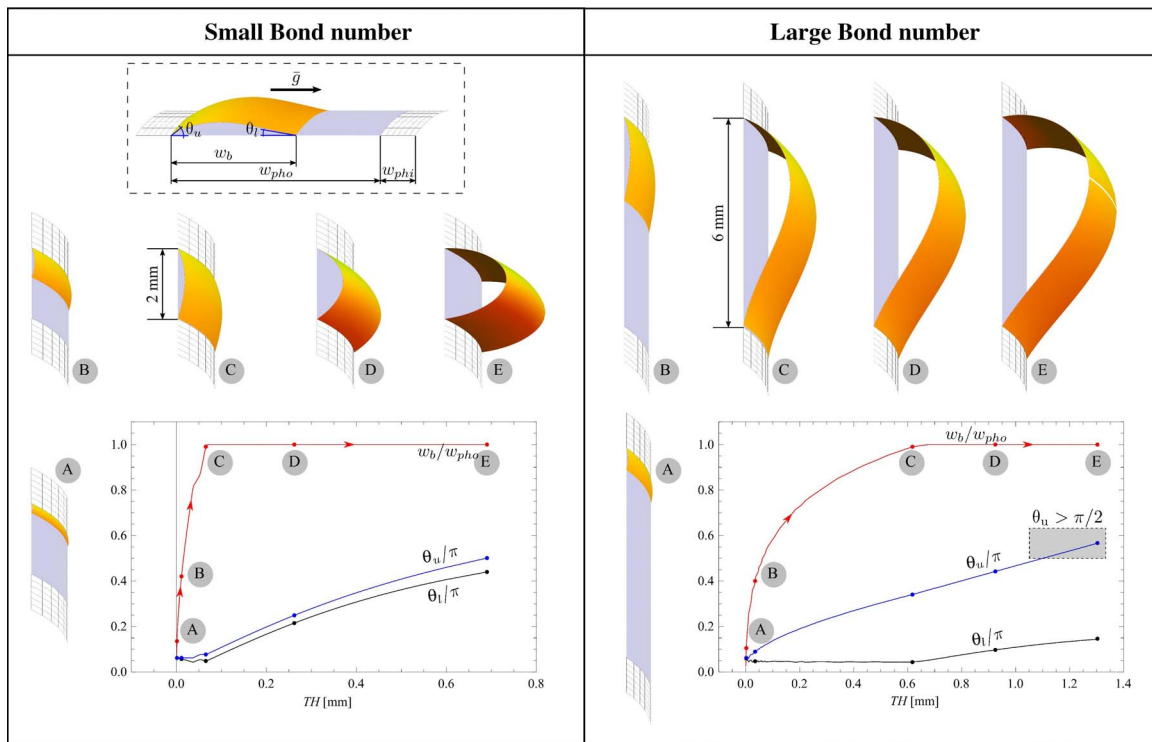 Small Bond number
Large Bond number
ḡ
θu
θl
wb
wpho
wphi
2 mm
B
C
D
E
6 mm
B
C
D
E
A
1.0
0.8
0.6
0.4
0.2
0.0
0.0 0.2 0.4 0.6 0.8
TH [mm]
wb/wpho
C
D
E
B
A
θu/π
θl/π
A
1.0
0.8
0.6
0.4
0.2
0.0
0.0 0.2 0.4 0.6 0.8 1.0 1.2 1.4
TH [mm]
wb/wpho
C
D
E
θu > π/2
B
θu/π
A
θl/π